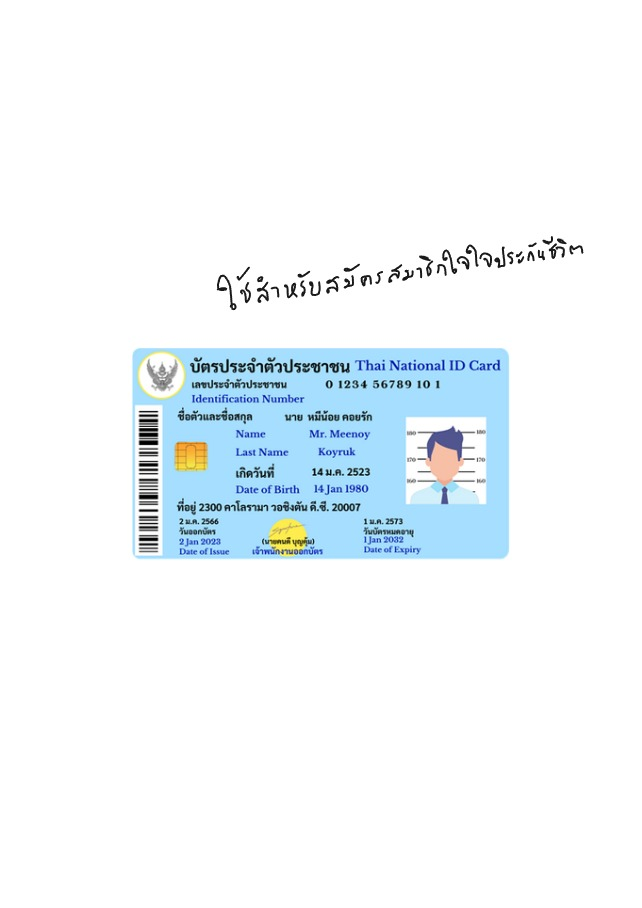 ใช้สำหรับสมัครสมาชิกใจใจประกันชีวิต
บัตรประจำตัวประชาชน Thai National ID Card
เลขประจำตัวประชาชน 0 1234 56789 10 1
Identification Number
ชื่อตัวและชื่อสกุล นาย หมีน้อย คอยรัก
Name Mr. Meenoy
Last Name Koyruk
เกิดวันที่ 14 ม.ค. 2523
Date of Birth 14 Jan 1980
ที่อยู่ 2300 คาโลรามา วอชิงตัน ดี.ซี. 20007
2 ม.ค. 2566 1 ม.ค. 2573
วันออกบัตร วันบัตรหมดอายุ
2 Jan 2023 (นายคนดี บุญคุ้ม) 1 Jan 2032
Date of Issue เจ้าพนักงานออกบัตร Date of Expiry
180 180
170 170
160 160